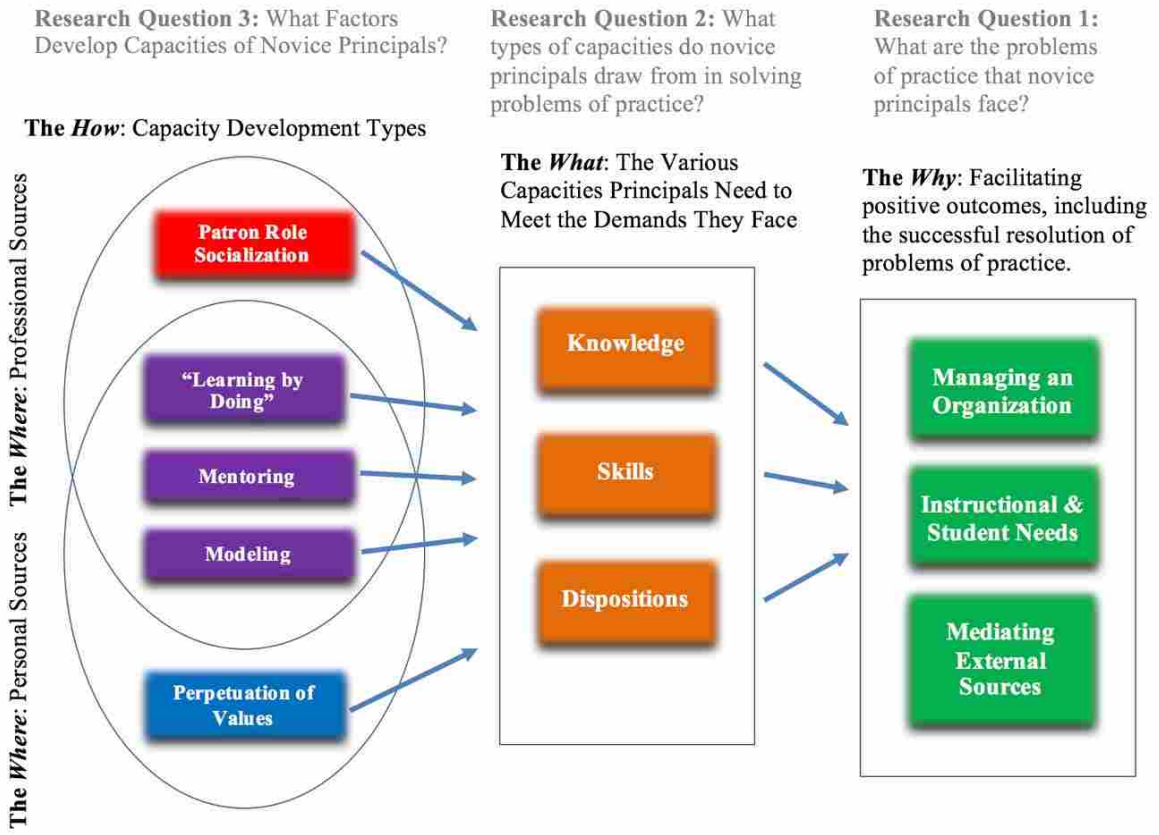 Research Question 3: What Factors
Develop Capacities of Novice Principals?
Research Question 2: What
types of capacities do novice
principals draw from in solving
problems of practice?
Research Question 1:
What are the problems
of practice that novice
principals face?
The How: Capacity Development Types
The What: The Various
Capacities Principals Need to
Meet the Demands They Face
The Why: Facilitating
positive outcomes, including
the successful resolution of
problems of practice.
The Where: Professional Sources
The Where: Personal Sources
Patron Role
Socialization
“Learning by
Doing”
Mentoring
Modeling
Perpetuation of
Values
Knowledge
Skills
Dispositions
Managing an
Organization
Instructional &
Student Needs
Mediating
External
Sources